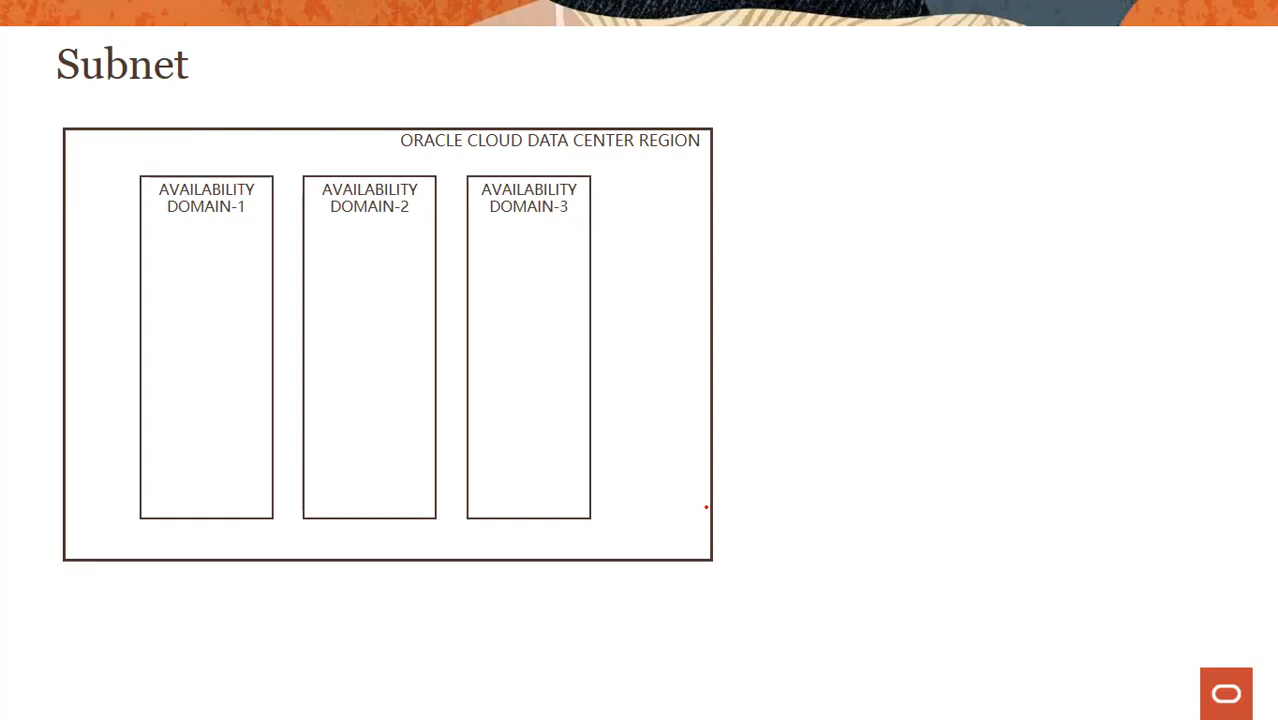 Subnet
ORACLE CLOUD DATA CENTER REGION
AVAILABILITY
DOMAIN-1
AVAILABILITY
DOMAIN-2
AVAILABILITY
DOMAIN-3